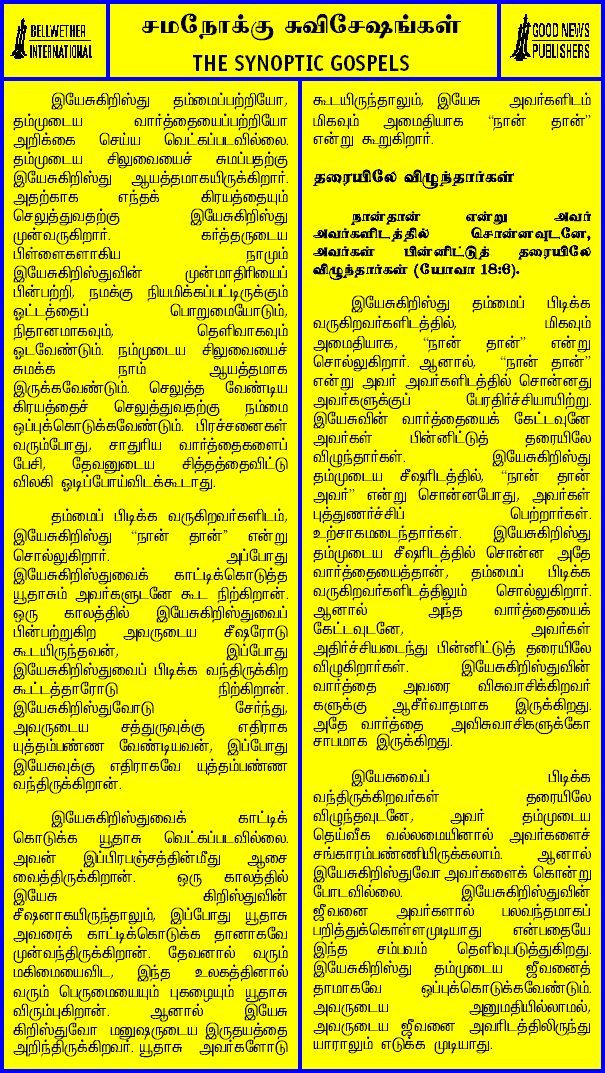 BELLWETHER
INTERNATIONAL
சமநோக்கு சுவிசேஷங்கள்
THE SYNOPTIC GOSPELS
GOOD NEWS
PUBLISHERS
இயேசுகிறிஸ்து தம்மைப்பற்றியோ,
தம்முடைய வார்த்தையைப்பற்றியோ
அறிக்கை செய்ய வெட்கப்படவில்லை.
தம்முடைய சிலுவையைச் சுமப்பதற்கு
இயேசுகிறிஸ்து ஆயத்தமாகயிருக்கிறார்.
அதற்காக எந்தக் கிரயத்தையும்
செலுத்துவதற்கு இயேசுகிறிஸ்து
முன்வருகிறார். கர்த்தருடைய
பிள்ளைகளாகிய நாமும்
இயேசுகிறிஸ்துவின் முன்மாதிரியைப்
பின்பற்றி, நமக்கு நியமிக்கப்பட்டிருக்கும்
ஓட்டத்தைப் பொறுமையோடும்,
நிதானமாகவும், தெளிவாகவும்
ஓடவேண்டும். நம்முடைய சிலுவையைச்
சுமக்க நாம் ஆயத்தமாக
இருக்கவேண்டும். செலுத்த வேண்டிய
கிரயத்தைச் செலுத்துவதற்கு நம்மை
ஒப்புக்கொடுக்கவேண்டும். பிரச்சனைகள்
வரும்போது, சாதுரிய வார்த்தைகளைப்
பேசி, தேவனுடைய சித்தத்தைவிட்டு
விலகி ஓடிப்போய்விடக்கூடாது.
தம்மைப் பிடிக்க வருகிறவர்களிடம்,
இயேசுகிறிஸ்து “நான் தான்” என்று
சொல்லுகிறார். அப்போது
இயேசுகிறிஸ்துவைக் காட்டிக்கொடுத்த
யூதாசும் அவர்களுடனே கூட நிற்கிறான்.
ஒரு காலத்தில் இயேசுகிறிஸ்துவைப்
பின்பற்றுகிற அவருடைய சீஷரோடு
கூடயிருந்தவன், இப்போது
இயேசுகிறிஸ்துவைப் பிடிக்க வந்திருக்கிற
கூட்டத்தாரோடு நிற்கிறான்.
இயேசுகிறிஸ்துவோடு சேர்ந்து,
அவருடைய சத்துருவுக்கு எதிராக
யுத்தம்பண்ண வேண்டியவன், இப்போது
இயேசுவுக்கு எதிராகவே யுத்தம்பண்ண
வந்திருக்கிறான்.
இயேசுகிறிஸ்துவைக் காட்டிக்
கொடுக்க யூதாசு வெட்கப்படவில்லை.
அவன் இப்பிரபஞ்சத்தின்மீது ஆசை
வைத்திருக்கிறான். ஒரு காலத்தில்
இயேசு கிறிஸ்துவின்
சீஷனாகயிருந்தாலும், இப்போது யூதாசு
அவரைக் காட்டிக்கொடுக்க தானாகவே
முன்வந்திருக்கிறான். தேவனால் வரும்
மகிமையைவிட, இந்த உலகத்தினால்
வரும் பெருமையையும் புகழையும் யூதாசு
விரும்புகிறான். ஆனால் இயேசு
கிறிஸ்துவோ மனுஷருடைய இருதயத்தை
அறிந்திருக்கிறவர். யூதாசு அவர்களோடு
கூடயிருந்தாலும், இயேசு அவர்களிடம்
மிகவும் அமைதியாக “நான் தான்”
என்று கூறுகிறார்.
தரையிலே விழுந்தார்கள்
நான்தான் என்று அவர்
அவர்களிடத்தில் சொன்னவுடனே,
அவர்கள் பின்னிட்டுத் தரையிலே
விழுந்தார்கள் (யோவா 18:6).
இயேசுகிறிஸ்து தம்மைப் பிடிக்க
வருகிறவர்களிடத்தில், மிகவும்
அமைதியாக, “நான் தான்” என்று
சொல்லுகிறார். ஆனால், “நான் தான்”
என்று அவர் அவர்களிடத்தில் சொன்னது
அவர்களுக்குப் பேரதிர்ச்சியாயிற்று.
இயேசுவின் வார்த்தையைக் கேட்டவுனே
அவர்கள் பின்னிட்டுத் தரையிலே
விழுந்தார்கள். இயேசுகிறிஸ்து
தம்முடைய சீஷரிடத்தில், “நான் தான்
அவர்” என்று சொன்னபோது, அவர்கள்
புத்துணர்ச்சிப் பெற்றார்கள்.
உற்சாகமடைந்தார்கள். இயேசுகிறிஸ்து
தம்முடைய சீஷரிடத்தில் சொன்ன அதே
வார்த்தையைத்தான், தம்மைப் பிடிக்க
வருகிறவர்களிடத்திலும் சொல்லுகிறார்.
ஆனால் அந்த வார்த்தையைக்
கேட்டவுடனே, அவர்கள்
அதிர்ச்சியடைந்து பின்னிட்டுத் தரையிலே
விழுகிறார்கள். இயேசுகிறிஸ்துவின்
வார்த்தை அவரை விசுவாசிக்கிறவர்
களுக்கு ஆசீர்வாதமாக இருக்கிறது.
அதே வார்த்தை அவிசுவாசிகளுக்கோ
சாபமாக இருக்கிறது.
இயேசுவைப் பிடிக்க
வந்திருக்கிறவர்கள் தரையிலே
விழுந்தவுடனே, அவர் தம்முடைய
தெய்வீக வல்லமையினால் அவர்களைச்
சங்காரம்பண்ணியிருக்கலாம். ஆனால்
இயேசுகிறிஸ்துவோ அவர்களைக் கொன்று
போடவில்லை. இயேசுகிறிஸ்துவின்
ஜீவனை அவர்களால் பலவந்தமாகப்
பறித்துக்கொள்ளமுடியாது என்பதையே
இந்த சம்பவம் தெளிவுபடுத்துகிறது.
இயேசுகிறிஸ்து தம்முடைய ஜீவனைத்
தாமாகவே ஒப்புக்கொடுக்கவேண்டும்.
அவருடைய அனுமதியில்லாமல்,
அவருடைய ஜீவனை அவரிடத்திலிருந்து
யாராலும் எடுக்க முடியாது.